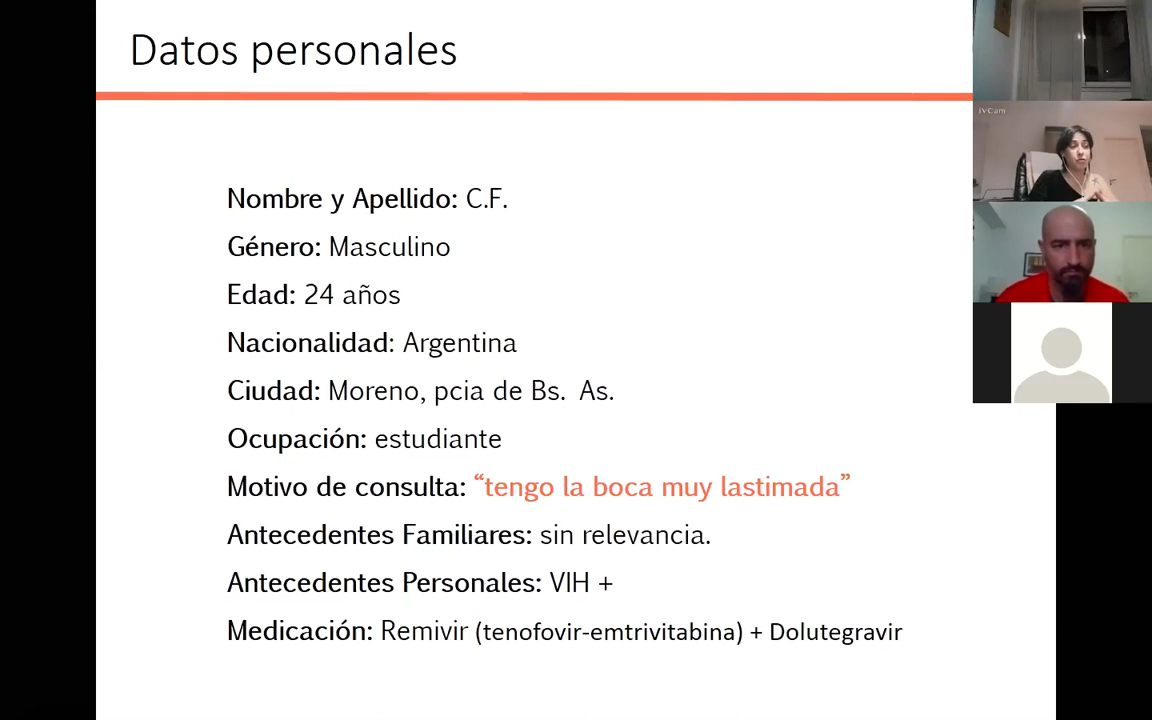 Datos personales
iVCam
Nombre y Apellido: C.F.
Género: Masculino
Edad: 24 años
Nacionalidad: Argentina
Ciudad: Moreno, pcia de Bs. As.
Ocupación: estudiante
Motivo de consulta: “tengo la boca muy lastimada”
Antecedentes Familiares: sin relevancia.
Antecedentes Personales: VIH +
Medicación: Remivir (tenofovir-emtrivitabina) + Dolutegravir